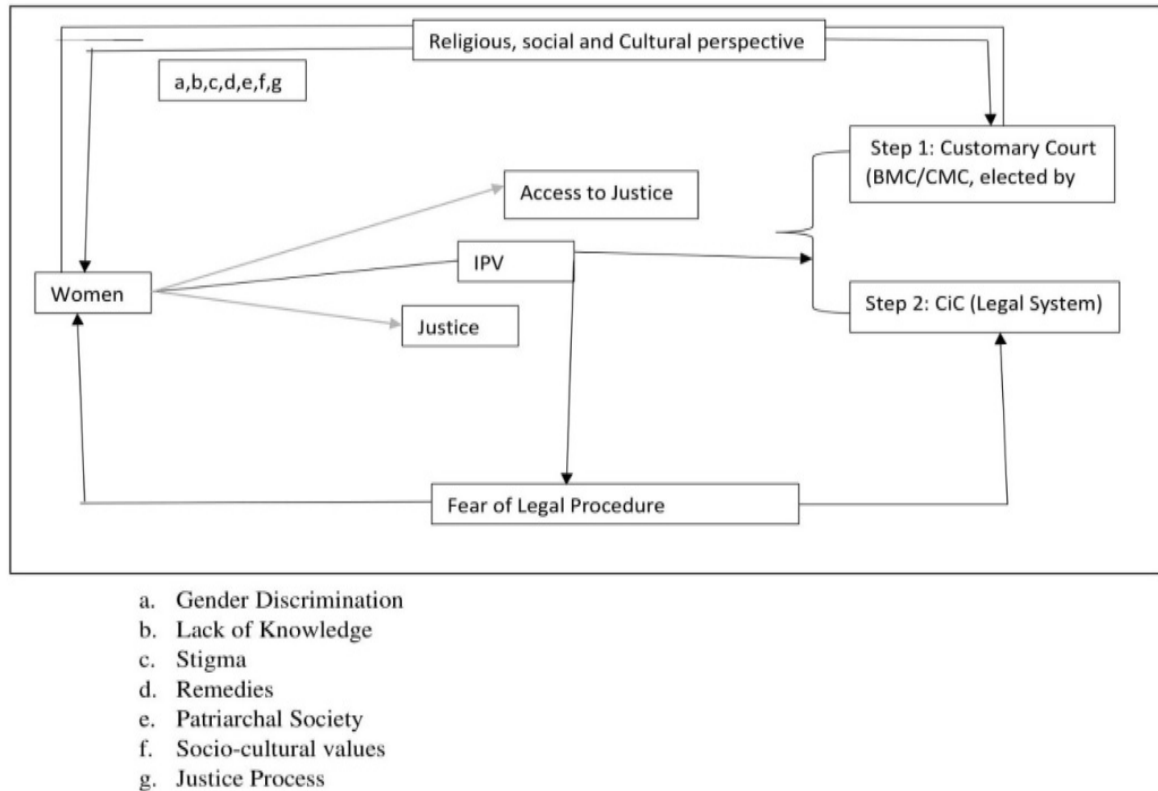 Religious, social and Cultural perspective
a,b,c,d,e,f,g
Step 1: Customary Court
(BMC/CMC, elected by
Access to Justice
IPV
Women
Step 2: CiC (Legal System)
Justice
Fear of Legal Procedure
a. Gender Discrimination
b. Lack of Knowledge
c. Stigma
d. Remedies
e. Patriarchal Society
f. Socio-cultural values
g. Justice Process